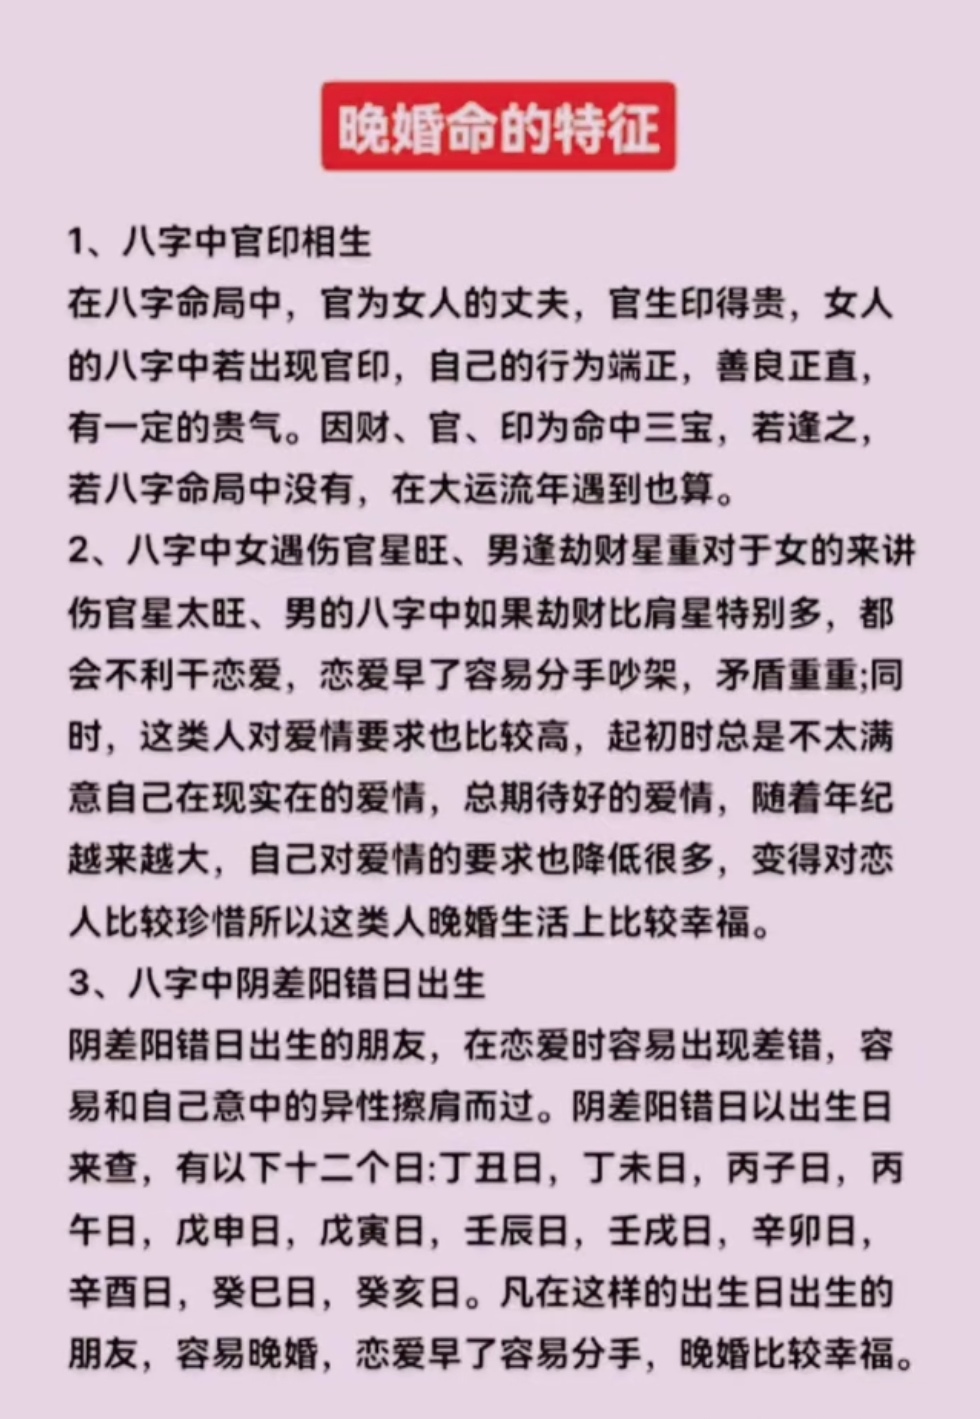 晚婚命的特征
1、八字中官印相生
在八字命局中，官为女人的丈夫，官生印得贵，女人
的八字中若出现官印，自己的行为端正，善良正直，
有一定的贵气。因财、官、印为命中三宝，若逢之，
若八字命局中没有，在大运流年遇到也算。
2、八字中女遇伤官星旺、男逢劫财星重对于女的来讲
伤官星太旺、男的八字中如果劫财比肩星特别多，都
会不利干恋爱，恋爱早了容易分手吵架，矛盾重重;同
时，这类人对爱情要求也比较高，起初时总是不太满
意自己在现实在的爱情，总期待好的爱情，随着年纪
越来越大，自己对爱情的要求也降低很多，变得对恋
人比较珍惜所以这类人晚婚生活上比较幸福。
3、八字中阴差阳错日出生
阴差阳错日出生的朋友，在恋爱时容易出现差错，容
易和自己意中的异性擦肩而过。阴差阳错日以出生日
来查，有以下十二个日:丁丑日，丁未日，丙子日，丙
午日，戊申日，戊寅日，壬辰日，壬戌日，辛卯日，
辛酉日，癸巳日，癸亥日。凡在这样的出生日出生的
朋友，容易晚婚，恋爱早了容易分手，晚婚比较幸福。